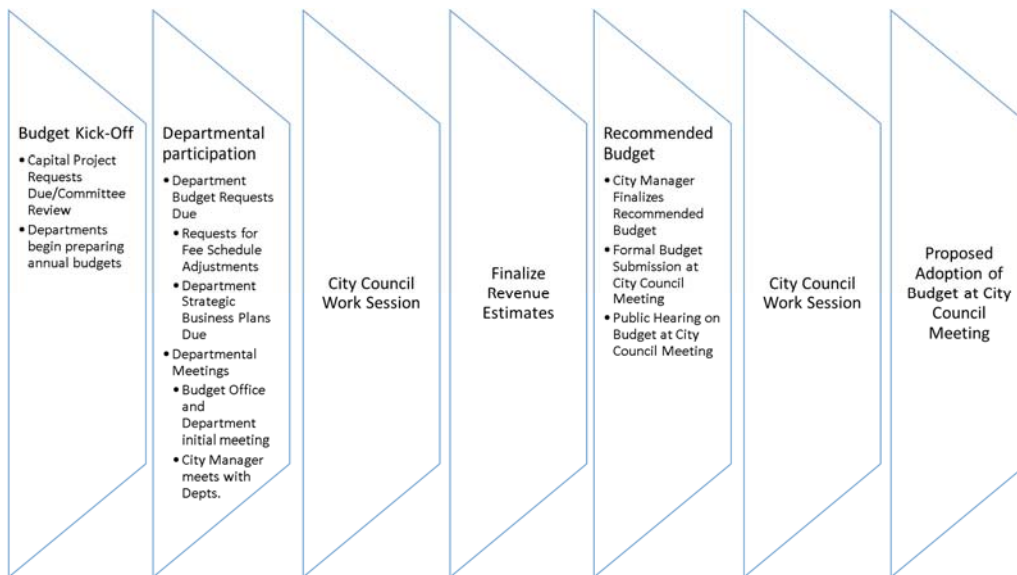 Budget Kick-Off
• Capital Project
Requests
Due/Committee
Review
• Departments
begin preparing
annual budgets
Departmental
participation
• Department
Budget Requests
Due
• Requests for
Fee Schedule
Adjustments
• Department
Strategic
Business Plans
Due
• Departmental
Meetings
• Budget Office
and
Department
initial meeting
• City Manager
meets with
Depts.
City Council
Work Session
Finalize
Revenue
Estimates
Recommended
Budget
• City Manager
Finalizes
Recommended
Budget
• Formal Budget
Submission at
City Council
Meeting
• Public Hearing on
Budget at City
Council Meeting
City Council
Work Session
Proposed
Adoption of
Budget at City
Council
Meeting